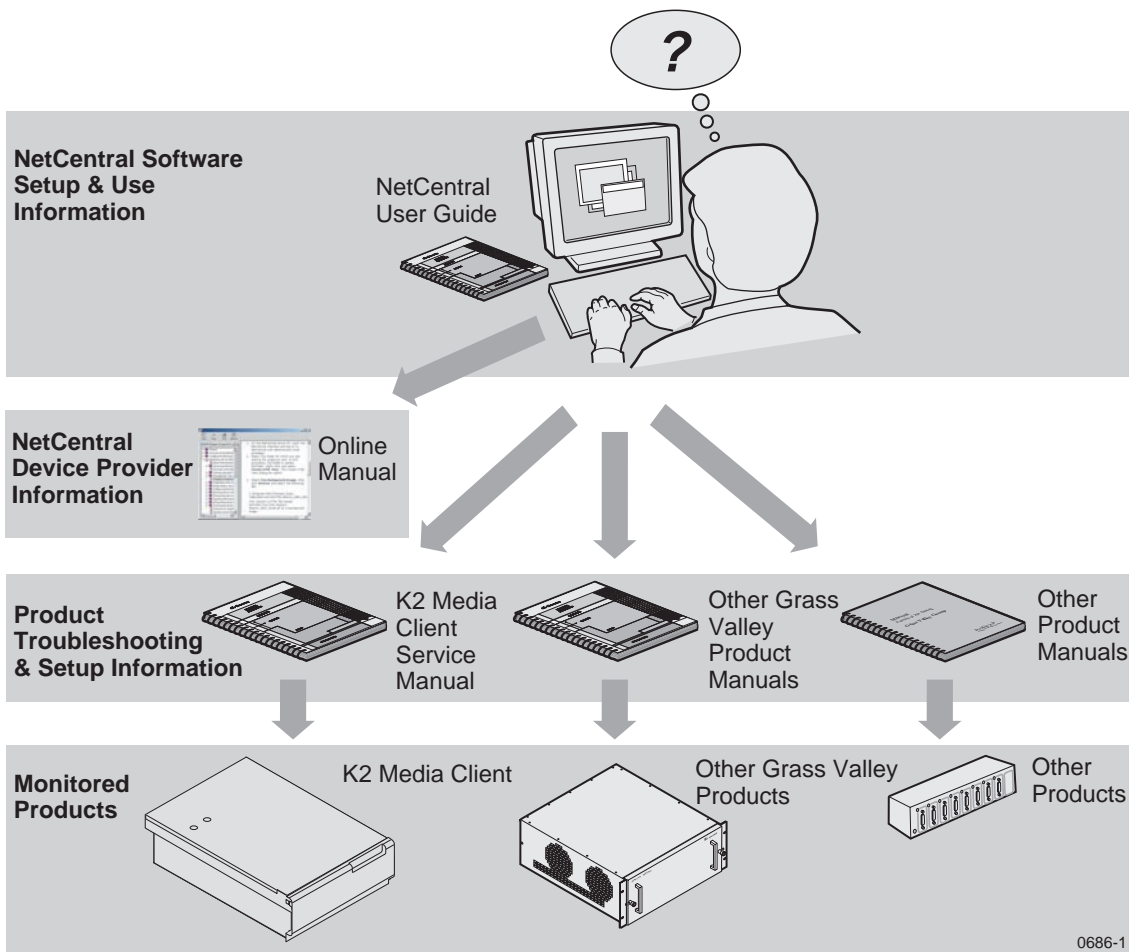 ?
NetCentral Software
Setup & Use
Information
NetCentral
User Guide
NetCentral
Device Provider
Information
Online
Manual
Product
Troubleshooting
& Setup Information
K2 Media
Client
Service
Manual
Other Grass
Valley
Product
Manuals
Other
Product
Manuals
Monitored
Products
K2 Media Client
Other Grass Valley
Products
Other
Products
0686-1